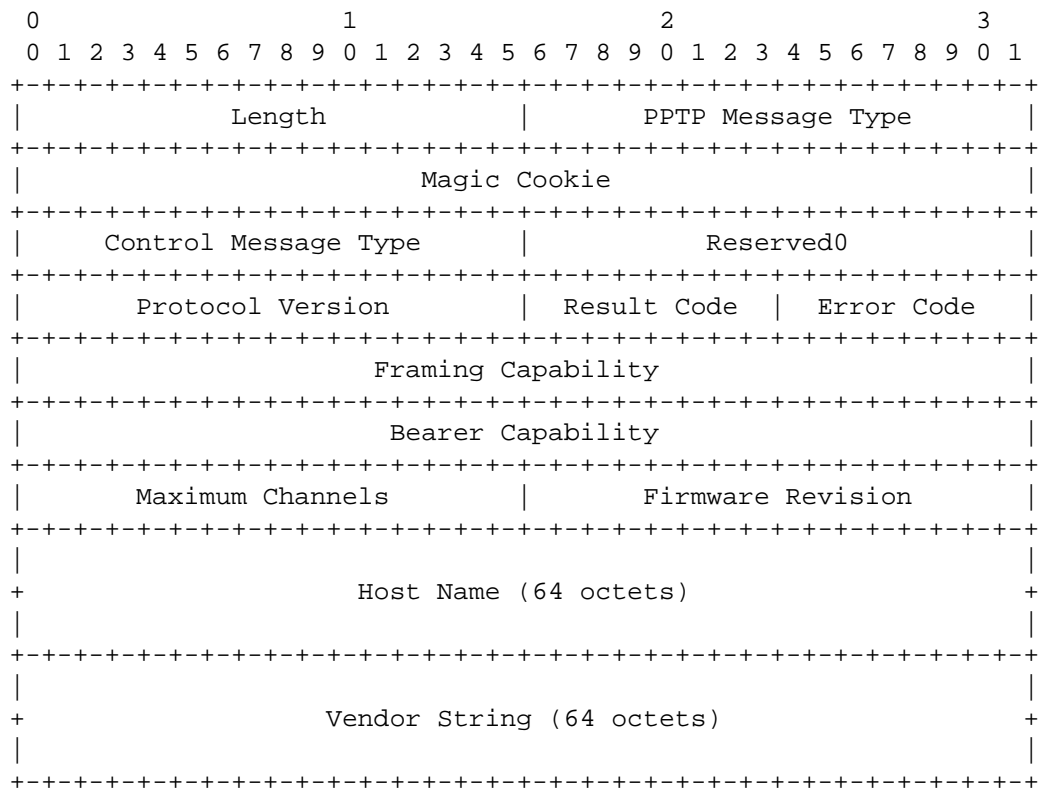 0                   1                   2                   3
0 1 2 3 4 5 6 7 8 9 0 1 2 3 4 5 6 7 8 9 0 1 2 3 4 5 6 7 8 9 0 1
+-+-+-+-+-+-+-+-+-+-+-+-+-+-+-+-+-+-+-+-+-+-+-+-+-+-+-+-+-+-+-+-+
|             Length            |       PPTP Message Type       |
+-+-+-+-+-+-+-+-+-+-+-+-+-+-+-+-+-+-+-+-+-+-+-+-+-+-+-+-+-+-+-+-+
|                         Magic Cookie                          |
+-+-+-+-+-+-+-+-+-+-+-+-+-+-+-+-+-+-+-+-+-+-+-+-+-+-+-+-+-+-+-+-+
|     Control Message Type      |           Reserved0           |
+-+-+-+-+-+-+-+-+-+-+-+-+-+-+-+-+-+-+-+-+-+-+-+-+-+-+-+-+-+-+-+-+
|       Protocol Version        |  Result Code  |  Error Code   |
+-+-+-+-+-+-+-+-+-+-+-+-+-+-+-+-+-+-+-+-+-+-+-+-+-+-+-+-+-+-+-+-+
|                      Framing Capability                       |
+-+-+-+-+-+-+-+-+-+-+-+-+-+-+-+-+-+-+-+-+-+-+-+-+-+-+-+-+-+-+-+-+
|                       Bearer Capability                       |
+-+-+-+-+-+-+-+-+-+-+-+-+-+-+-+-+-+-+-+-+-+-+-+-+-+-+-+-+-+-+-+-+
|       Maximum Channels        |       Firmware Revision       |
+-+-+-+-+-+-+-+-+-+-+-+-+-+-+-+-+-+-+-+-+-+-+-+-+-+-+-+-+-+-+-+-+
|                                                               |
+                     Host Name (64 octets)                     +
|                                                               |
+-+-+-+-+-+-+-+-+-+-+-+-+-+-+-+-+-+-+-+-+-+-+-+-+-+-+-+-+-+-+-+-+
|                                                               |
+                   Vendor String (64 octets)                   +
|                                                               |
+-+-+-+-+-+-+-+-+-+-+-+-+-+-+-+-+-+-+-+-+-+-+-+-+-+-+-+-+-+-+-+-+